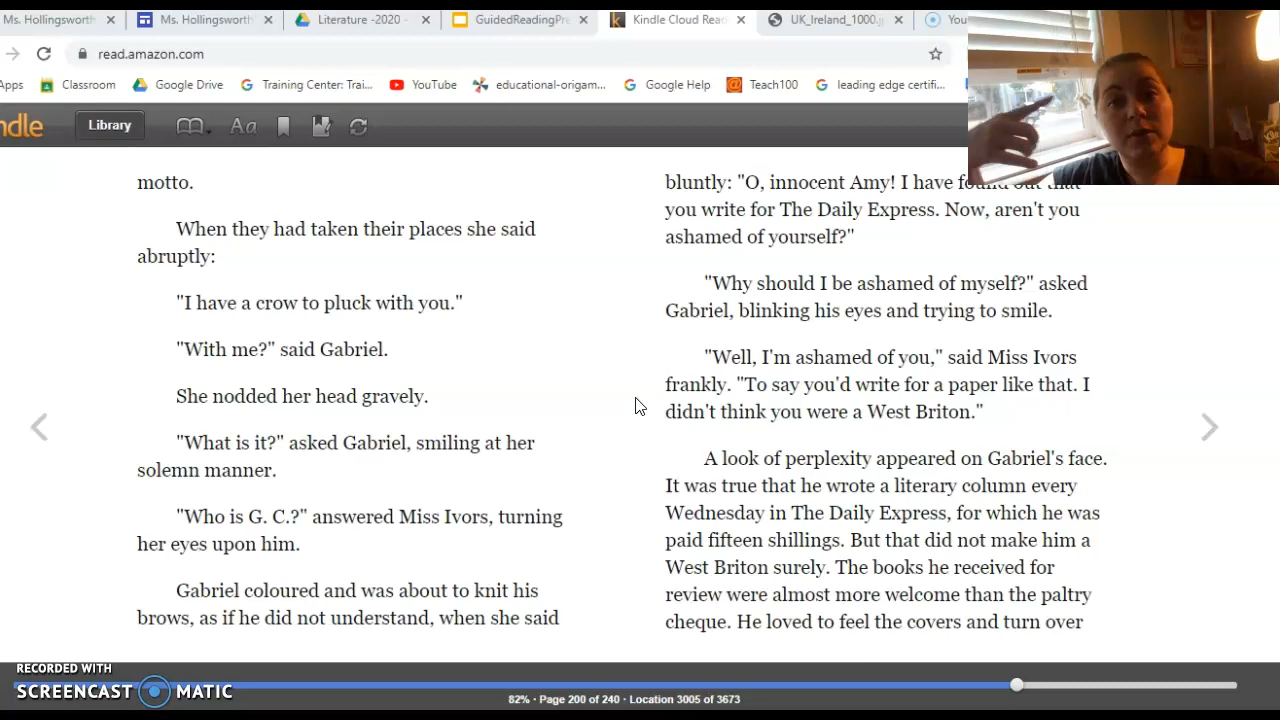 Ms. Hollingsworth
Ms. Hollingsworth
Literature -2020 -
GuidedReadingPre
Kindle Cloud Rea
UK_Ireland_1000.j
You
read.amazon.com
Apps
Classroom
Google Drive
Training Center: Trai...
YouTube
educational-origam...
Google Help
Teach100
leading edge certifi...
ndle
Library
Aa
motto.
When they had taken their places she said
abruptly:
"I have a crow to pluck with you."
"With me?" said Gabriel.
She nodded her head gravely.
"What is it?" asked Gabriel, smiling at her
solemn manner.
"Who is G. C.?" answered Miss Ivors, turning
her eyes upon him.
Gabriel coloured and was about to knit his
brows, as if he did not understand, when she said
bluntly: "O, innocent Amy! I have found out that
you write for The Daily Express. Now, aren't you
ashamed of yourself?"
"Why should I be ashamed of myself?" asked
Gabriel, blinking his eyes and trying to smile.
"Well, I'm ashamed of you," said Miss Ivors
frankly. "To say you'd write for a paper like that. I
didn't think you were a West Briton."
A look of perplexity appeared on Gabriel's face.
It was true that he wrote a literary column every
Wednesday in The Daily Express, for which he was
paid fifteen shillings. But that did not make him a
West Briton surely. The books he received for
review were almost more welcome than the paltry
cheque. He loved to feel the covers and turn over
82% · Page 200 of 240 · Location 3005 of 3673
RECORDED WITH
SCREENCAST MATIC